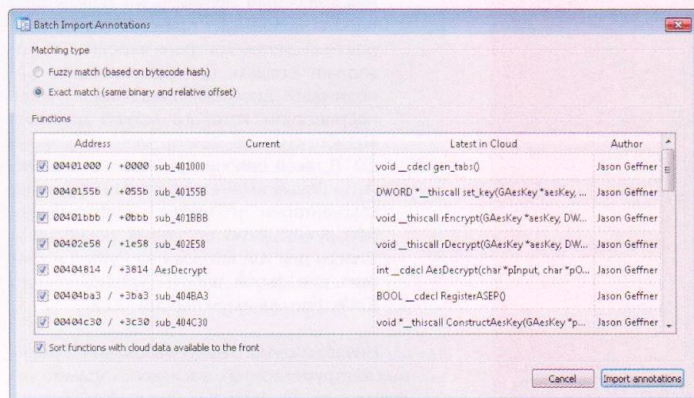 Batch Import Annotations
Matching type
Fuzzy match (based on bytecode hash)
Exact match (same binary and relative offset)
Functions
Address Current Latest in Cloud Author
00401000 / +0000 sub_401000 void __cdecl gen_tabs() Jason Geffner
0040155b / +055b sub_40155B DWORD *__thiscall set_key(GAesKey *aesKey, ... Jason Geffner
00401bbb / +0bbb sub_401BBB void __thiscall rEncrypt(GAesKey *aesKey, DW... Jason Geffner
00402e58 / +1e58 sub_402E58 void __thiscall rDecrypt(GAesKey *aesKey, DW... Jason Geffner
00404814 / +3814 AesDecrypt int __cdecl AesDecrypt(char *pInput, char *pO... Jason Geffner
00404ba3 / +3ba3 sub_404BA3 BOOL __cdecl RegisterASEP() Jason Geffner
00404c30 / +3c30 sub_404C30 void *__thiscall ConstructAesKey(GAesKey *p... Jason Geffner
Sort functions with cloud data available to the front
Cancel Import annotations